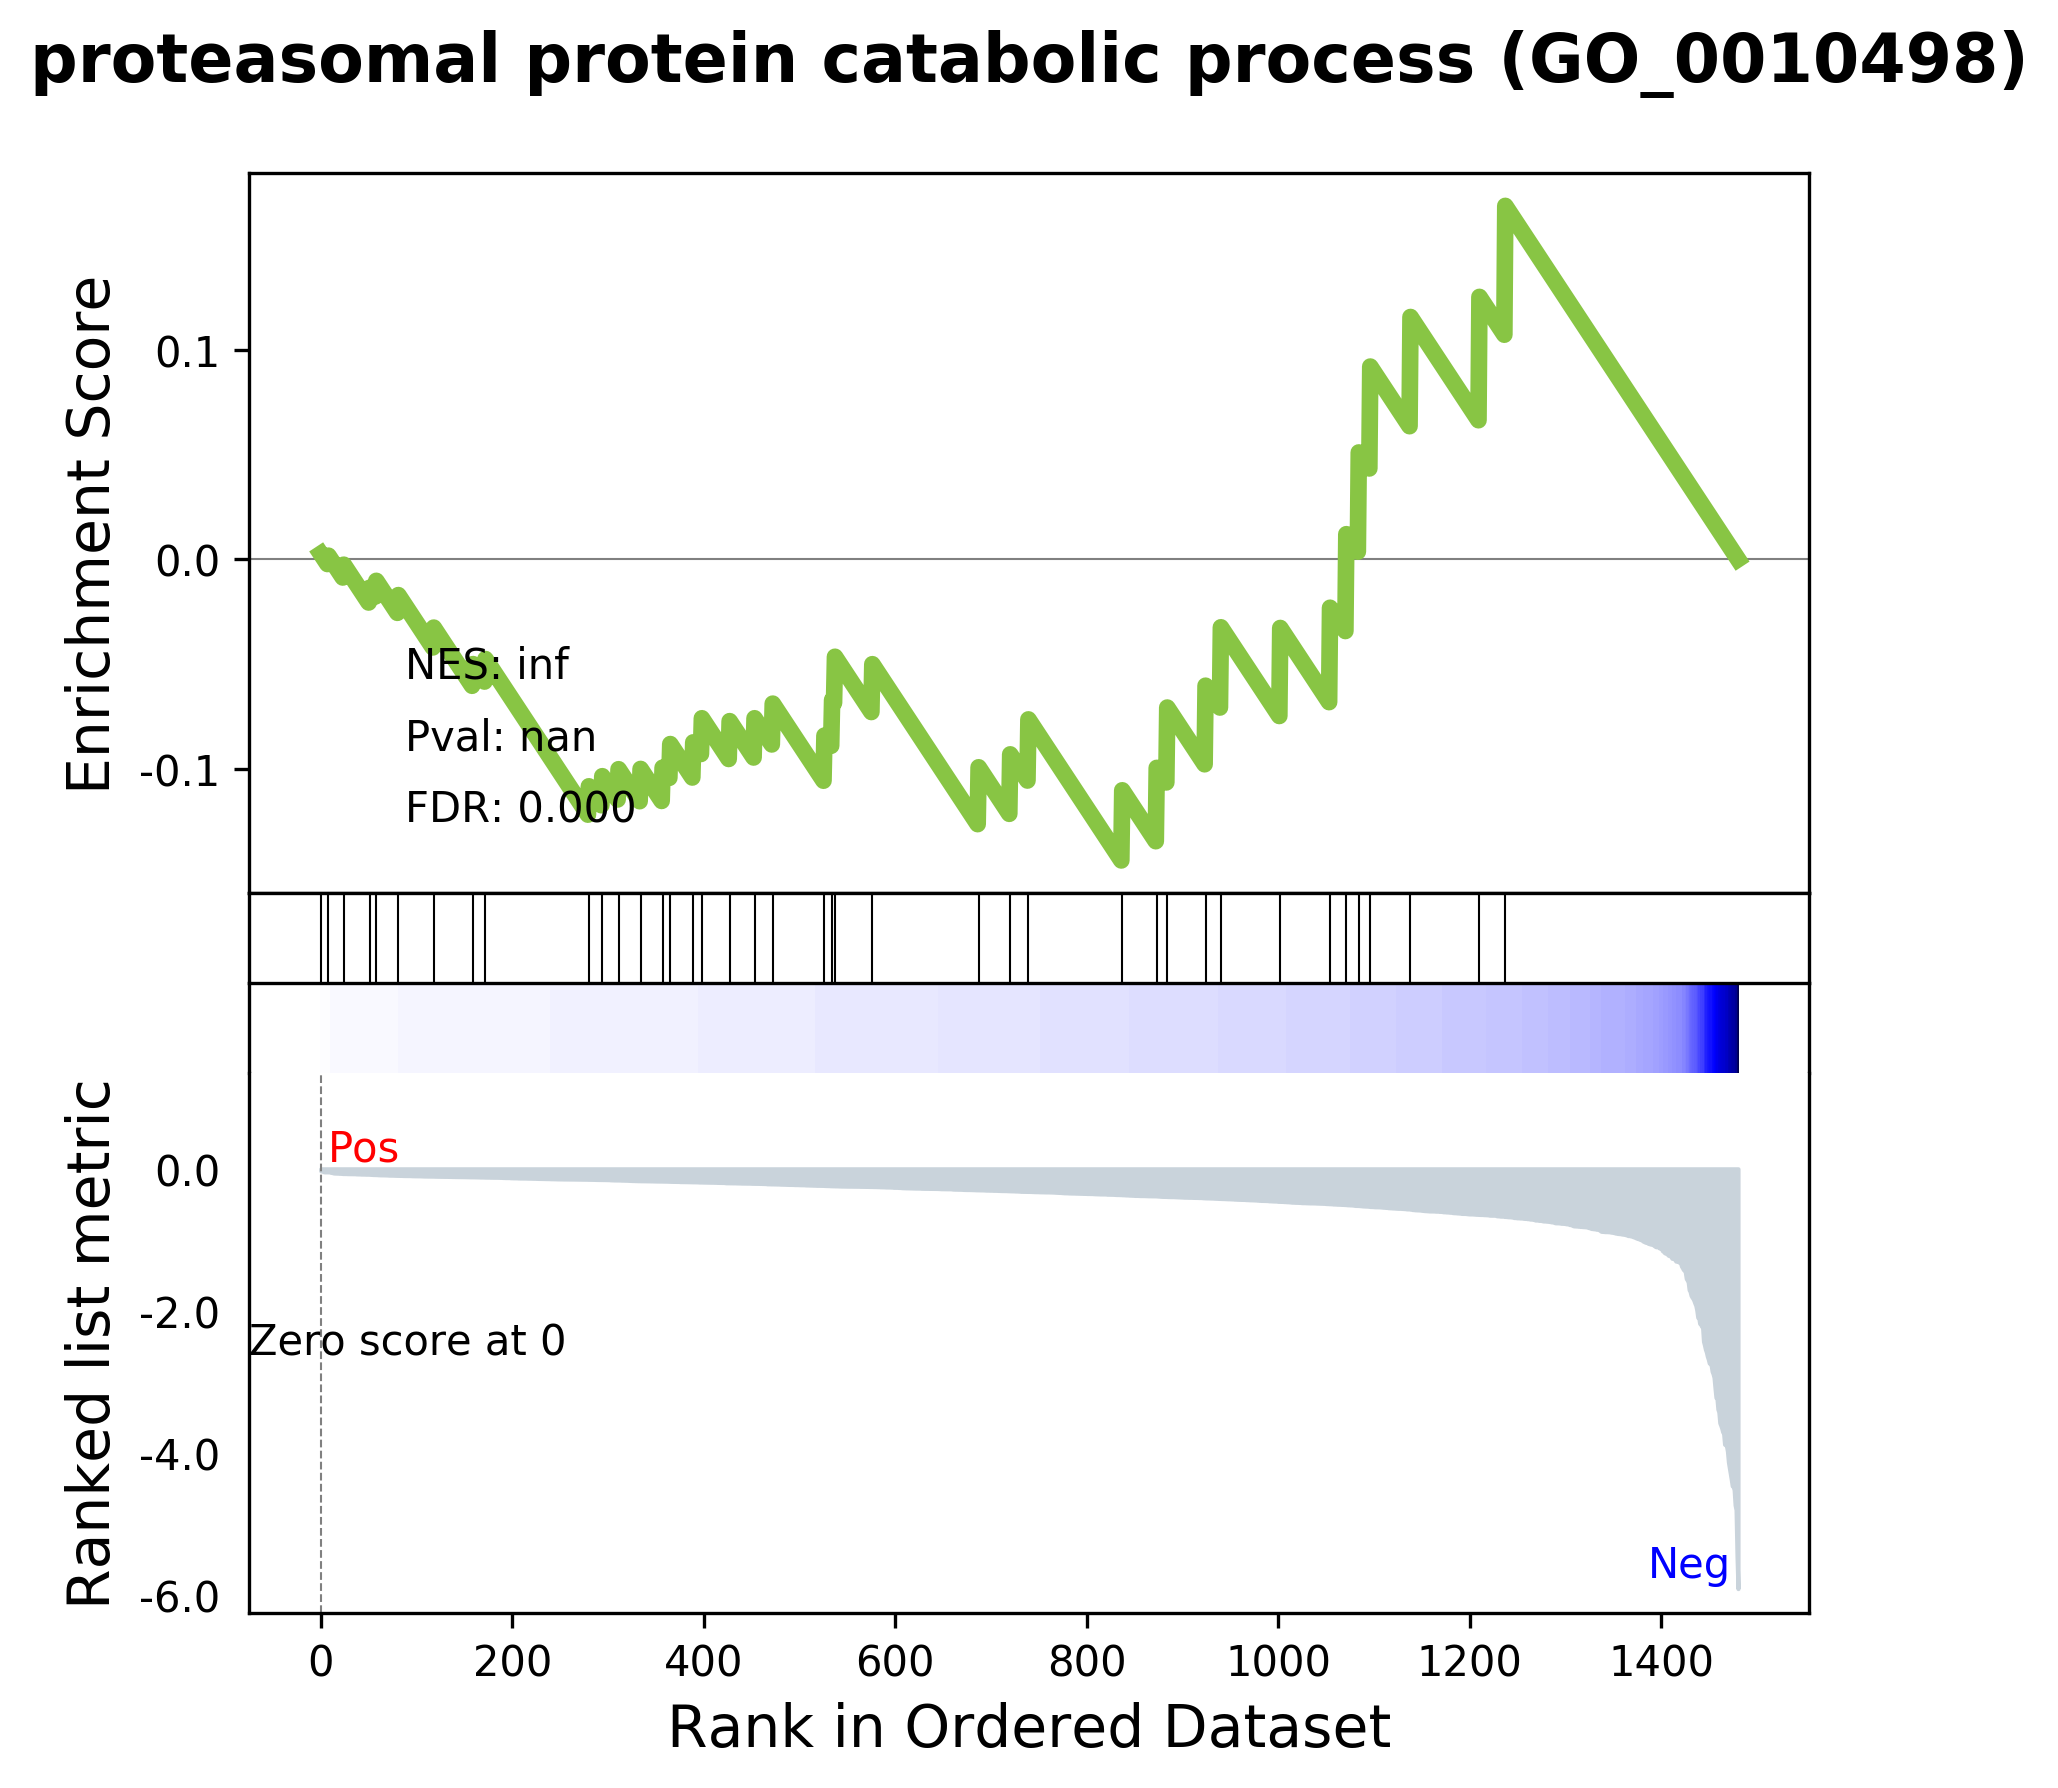 proteasomal protein catabolic process (GO_0010498)
Enrichment Score
0.1
0.0
-0.1
NES: inf
Pval: nan
FDR: 0.000
Ranked list metric
0.0
-2.0
-4.0
-6.0
Pos
Zero score at 0
Neg
0 200 400 600 800 1000 1200 1400
Rank in Ordered Dataset